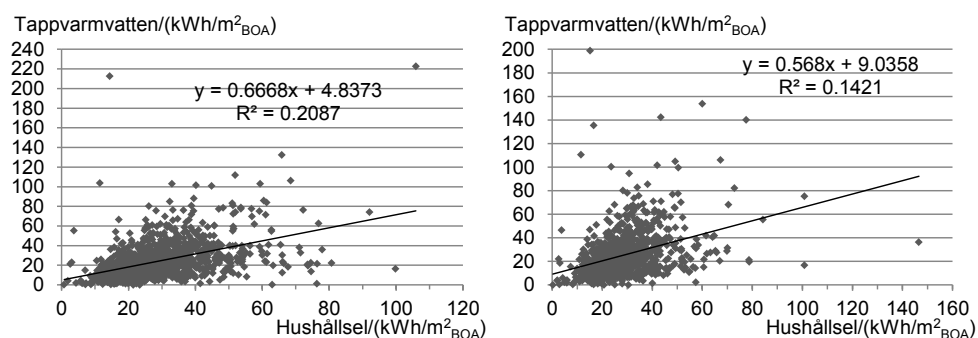 Tappvarmvatten/(kWh/m²BOA)
240
220
200
180
160
140
120
100
80
60
40
20
0
y = 0.6668x + 4.8373
R² = 0.2087
0 20 40 60 80 100 120
Hushållsel/(kWh/m²BOA)
Tappvarmvatten/(kWh/m²BOA)
200
180
160
140
120
100
80
60
40
20
0
y = 0.568x + 9.0358
R² = 0.1421
0 20 40 60 80 100 120 140 160
Hushållsel/(kWh/m²BOA)